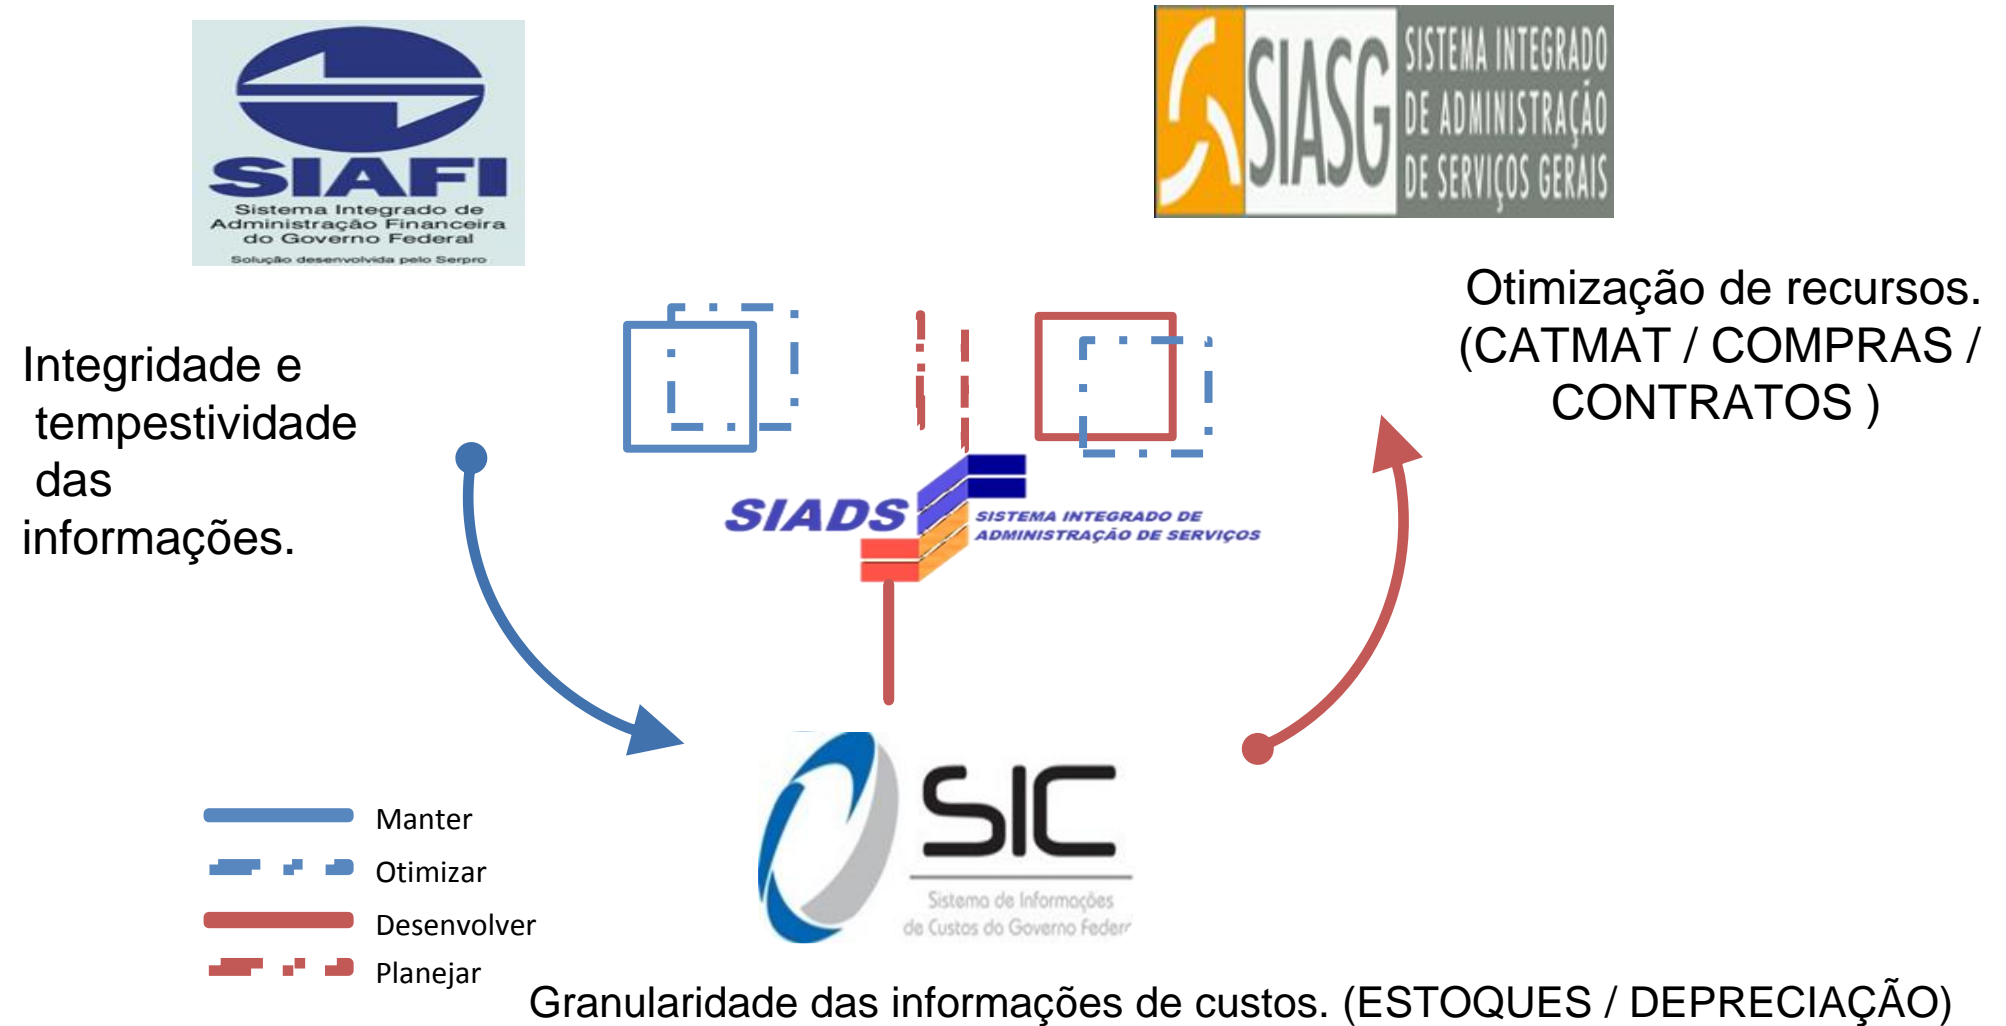 SIAFI
Sistema Integrado de
Administração Financeira
do Governo Federal
Solução desenvolvida pelo Serpro
SIASG
SISTEMA INTEGRADO
DE ADMINISTRAÇÃO
DE SERVIÇOS GERAIS
Integridade e
tempestividade
das
informações.
Otimização de recursos.
(CATMAT / COMPRAS /
CONTRATOS )
SIADS
SISTEMA INTEGRADO DE
ADMINISTRAÇÃO DE SERVIÇOS
SIC
Sistema de Informações
de Custos do Governo Feder
Manter
Otimizar
Desenvolver
Planejar
Granularidade das informações de custos. (ESTOQUES / DEPRECIAÇÃO)